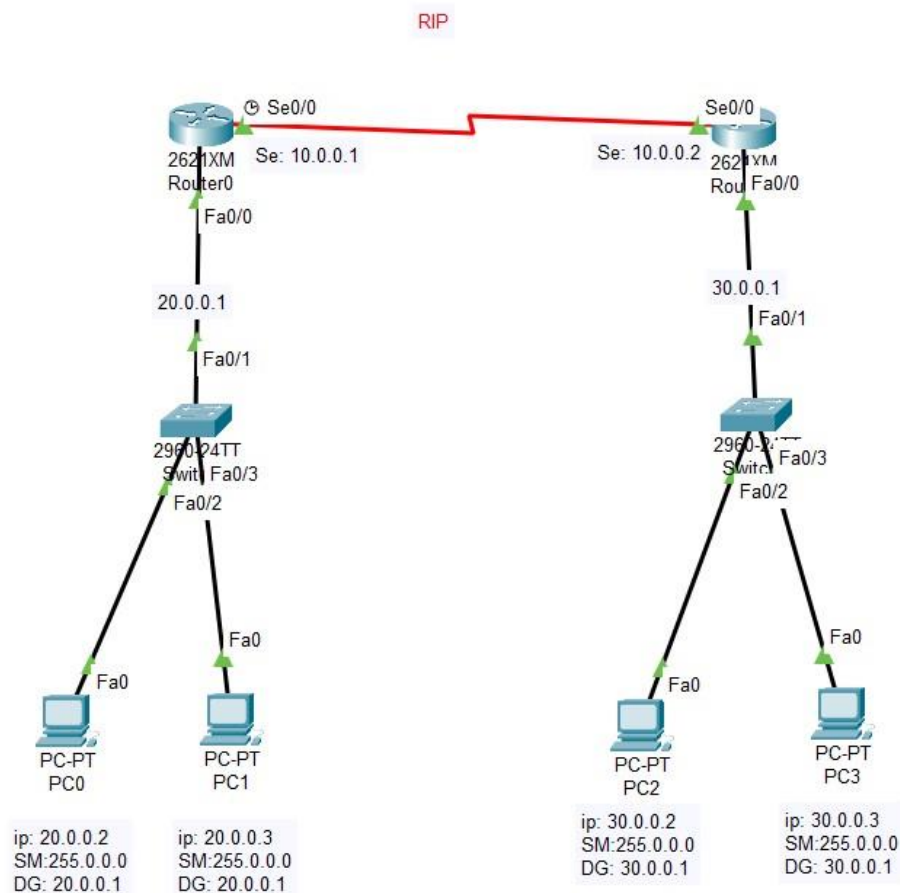 RIP
Se0/0
Se0/0
Se: 10.0.0.1
Se: 10.0.0.2
2621XM
Router0
2621XM
Fa0/0
Fa0/0
20.0.0.1
30.0.0.1
Fa0/1
Fa0/1
2960-24TT
Fa0/3
Fa0/2
2960-24TT
Fa0/3
Fa0/2
Fa0
Fa0
Fa0
Fa0
PC-PT
PC0
PC-PT
PC1
PC-PT
PC2
PC-PT
PC3
ip: 20.0.0.2
SM:255.0.0.0
DG: 20.0.0.1
ip: 20.0.0.3
SM:255.0.0.0
DG: 20.0.0.1
ip: 30.0.0.2
SM:255.0.0.0
DG: 30.0.0.1
ip: 30.0.0.3
SM:255.0.0.0
DG: 30.0.0.1